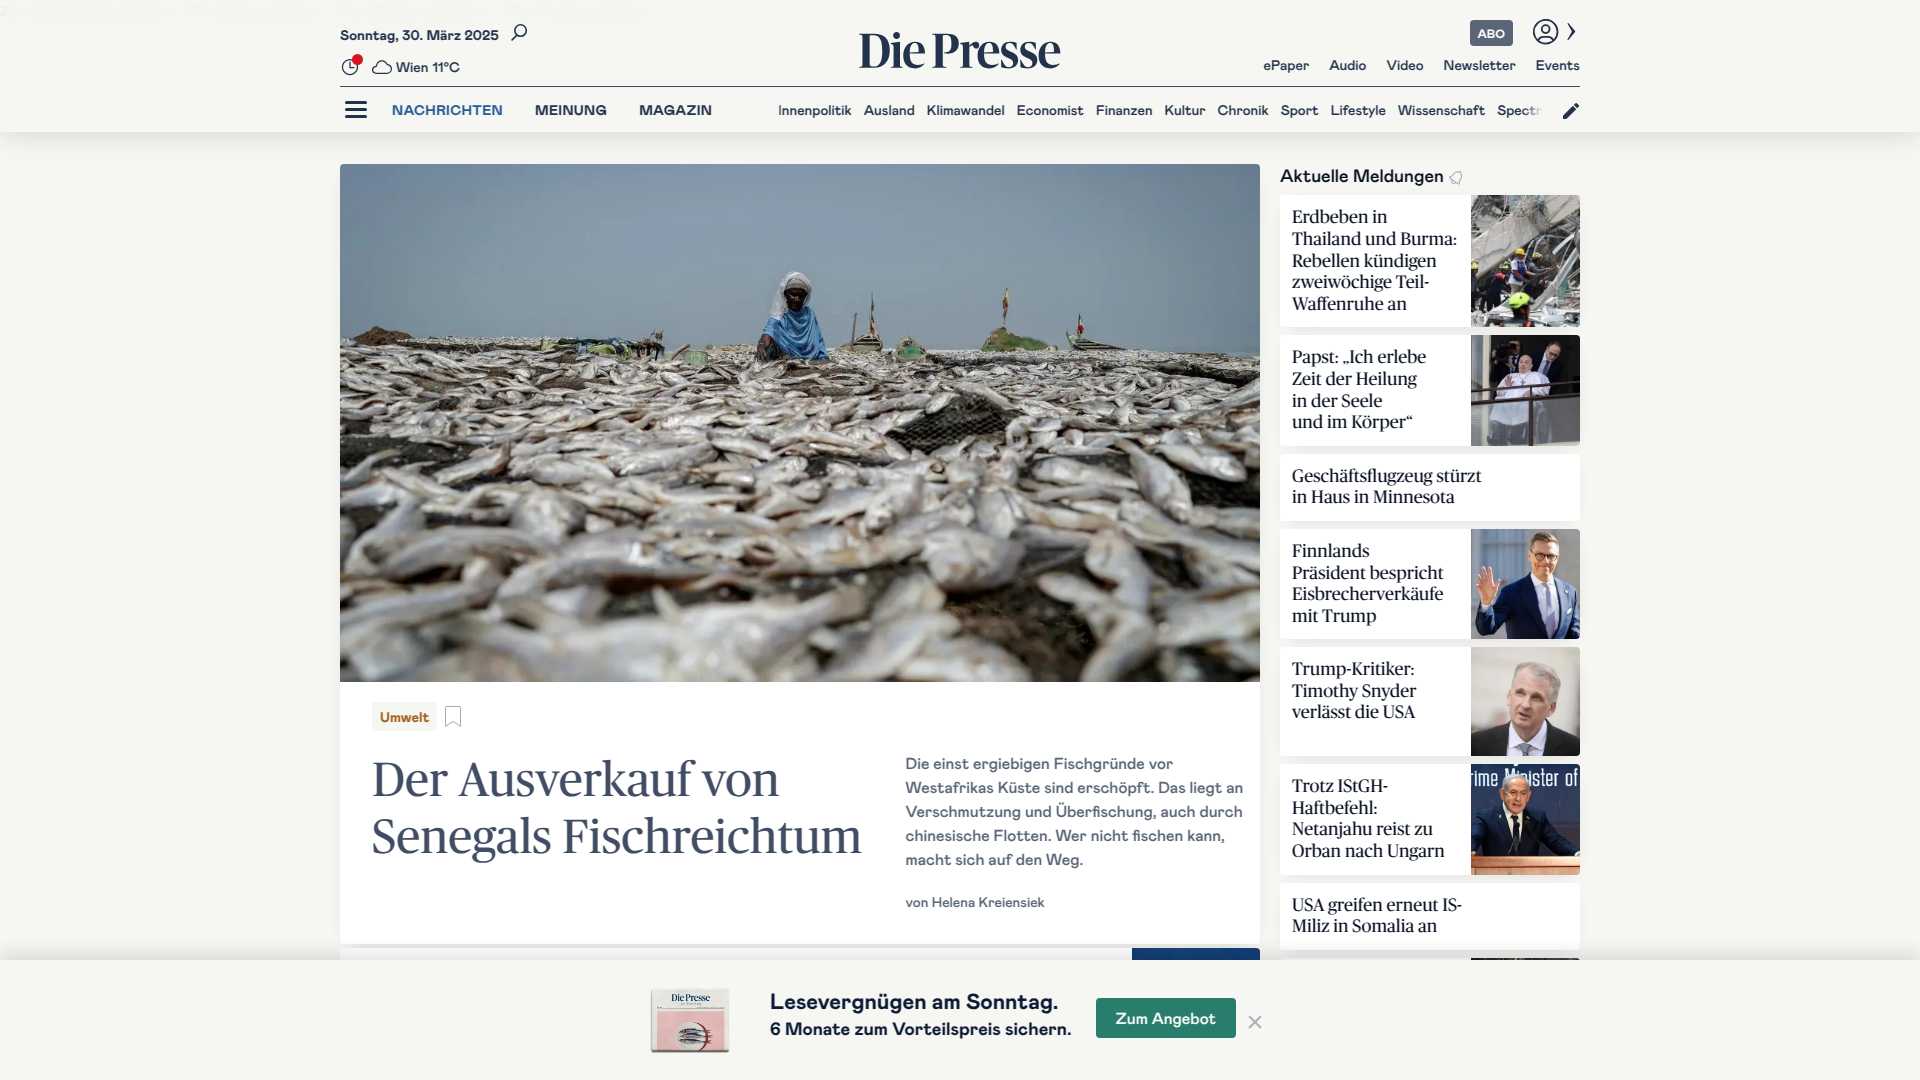 Sonntag, 30. März 2025
Wien 11°C
Die Presse
ABO
ePaper Audio Video Newsletter Events
NACHRICHTEN MEINUNG MAGAZIN
Innenpolitik Ausland Klimawandel Economist Finanzen Kultur Chronik Sport Lifestyle Wissenschaft
Umwelt
Der Ausverkauf von
Senegals Fischreichtum
Die einst ergiebigen Fischgründe vor
Westafrikas Küste sind erschöpft. Das liegt an
Verschmutzung und Überfischung, auch durch
chinesische Flotten. Wer nicht fischen kann,
macht sich auf den Weg.
von Helena Kreiensiek
Aktuelle Meldungen
Erdbeben in
Thailand und Burma:
Rebellen kündigen
zweiwöchige Teil-
Waffenruhe an
Papst: „Ich erlebe
Zeit der Heilung
in der Seele
und im Körper“
Geschäftsflugzeug stürzt
in Haus in Minnesota
Finnlands
Präsident bespricht
Eisbrecherverkäufe
mit Trump
Trump-Kritiker:
Timothy Snyder
verlässt die USA
Trotz IStGH-
Haftbefehl:
Netanjahu reist zu
Orban nach Ungarn
Minister of
USA greifen erneut IS-
Miliz in Somalia an
Die Presse
Lesevergnügen am Sonntag.
6 Monate zum Vorteilspreis sichern.
Zum Angebot